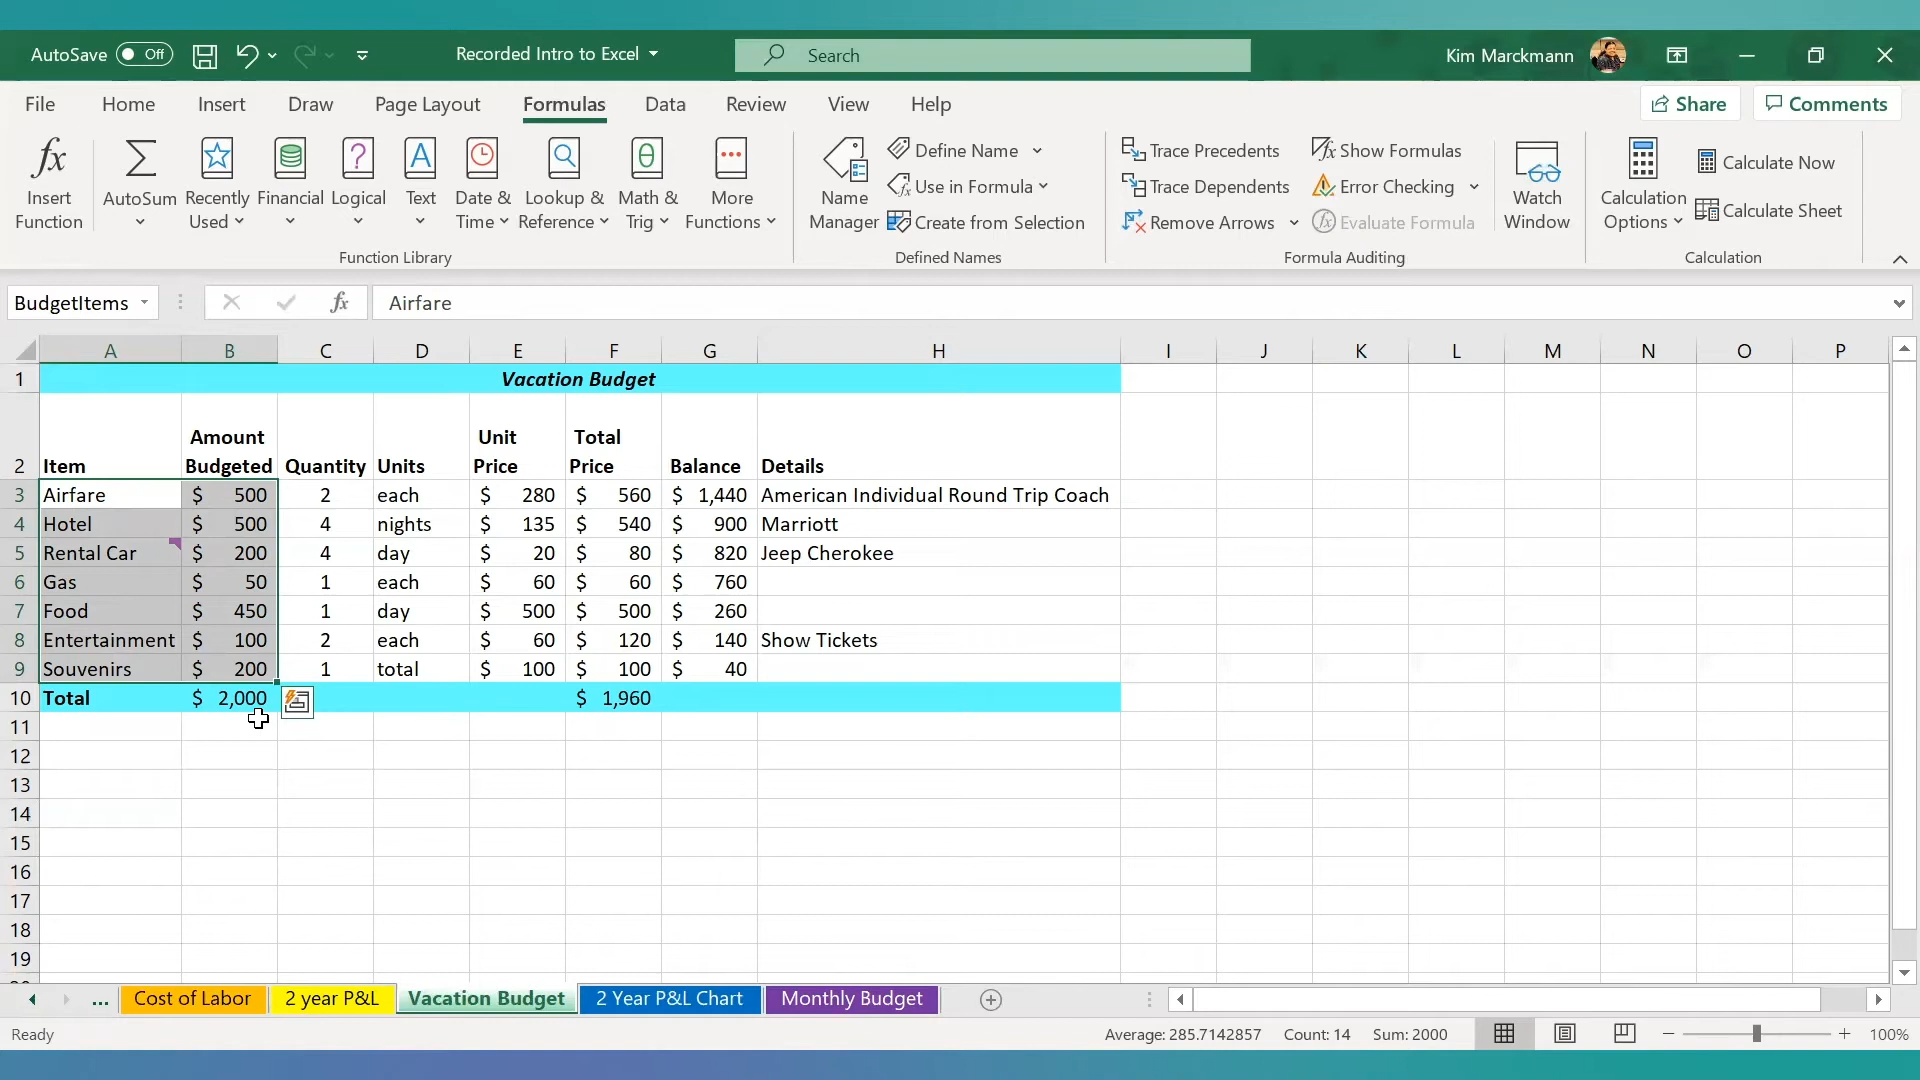 AutoSave Off Recorded Intro to Excel Search Kim Marckmann
File Home Insert Draw Page Layout Formulas Data Review View Help Share Comments
fx Insert Function
AutoSum
Recently Used
Financial
Logical
Text
Date & Time
Lookup & Reference
Math & Trig
More Functions
Function Library
Name Manager
Define Name
Use in Formula
Create from Selection
Defined Names
Trace Precedents
Trace Dependents
Remove Arrows
Show Formulas
Error Checking
Evaluate Formula
Formula Auditing
Watch Window
Calculation Options
Calculate Now
Calculate Sheet
Calculation
BudgetItems fx Airfare
A B C D E F G H I J K L M N O P
1 Vacation Budget
2 Item Amount Budgeted Quantity Units Unit Price Total Price Balance Details
3 Airfare $ 500 2 each $ 280 $ 560 $ 1,440 American Individual Round Trip Coach
4 Hotel $ 500 4 nights $ 135 $ 540 $ 900 Marriott
5 Rental Car $ 200 4 day $ 20 $ 80 $ 820 Jeep Cherokee
6 Gas $ 50 1 each $ 60 $ 60 $ 760
7 Food $ 450 1 day $ 500 $ 500 $ 260
8 Entertainment $ 100 2 each $ 60 $ 120 $ 140 Show Tickets
9 Souvenirs $ 200 1 total $ 100 $ 100 $ 40
10 Total $ 2,000 $ 1,960
11
12
13
14
15
16
17
18
19
... Cost of Labor 2 year P&L Vacation Budget 2 Year P&L Chart Monthly Budget
Ready Average: 285.7142857 Count: 14 Sum: 2000 100%